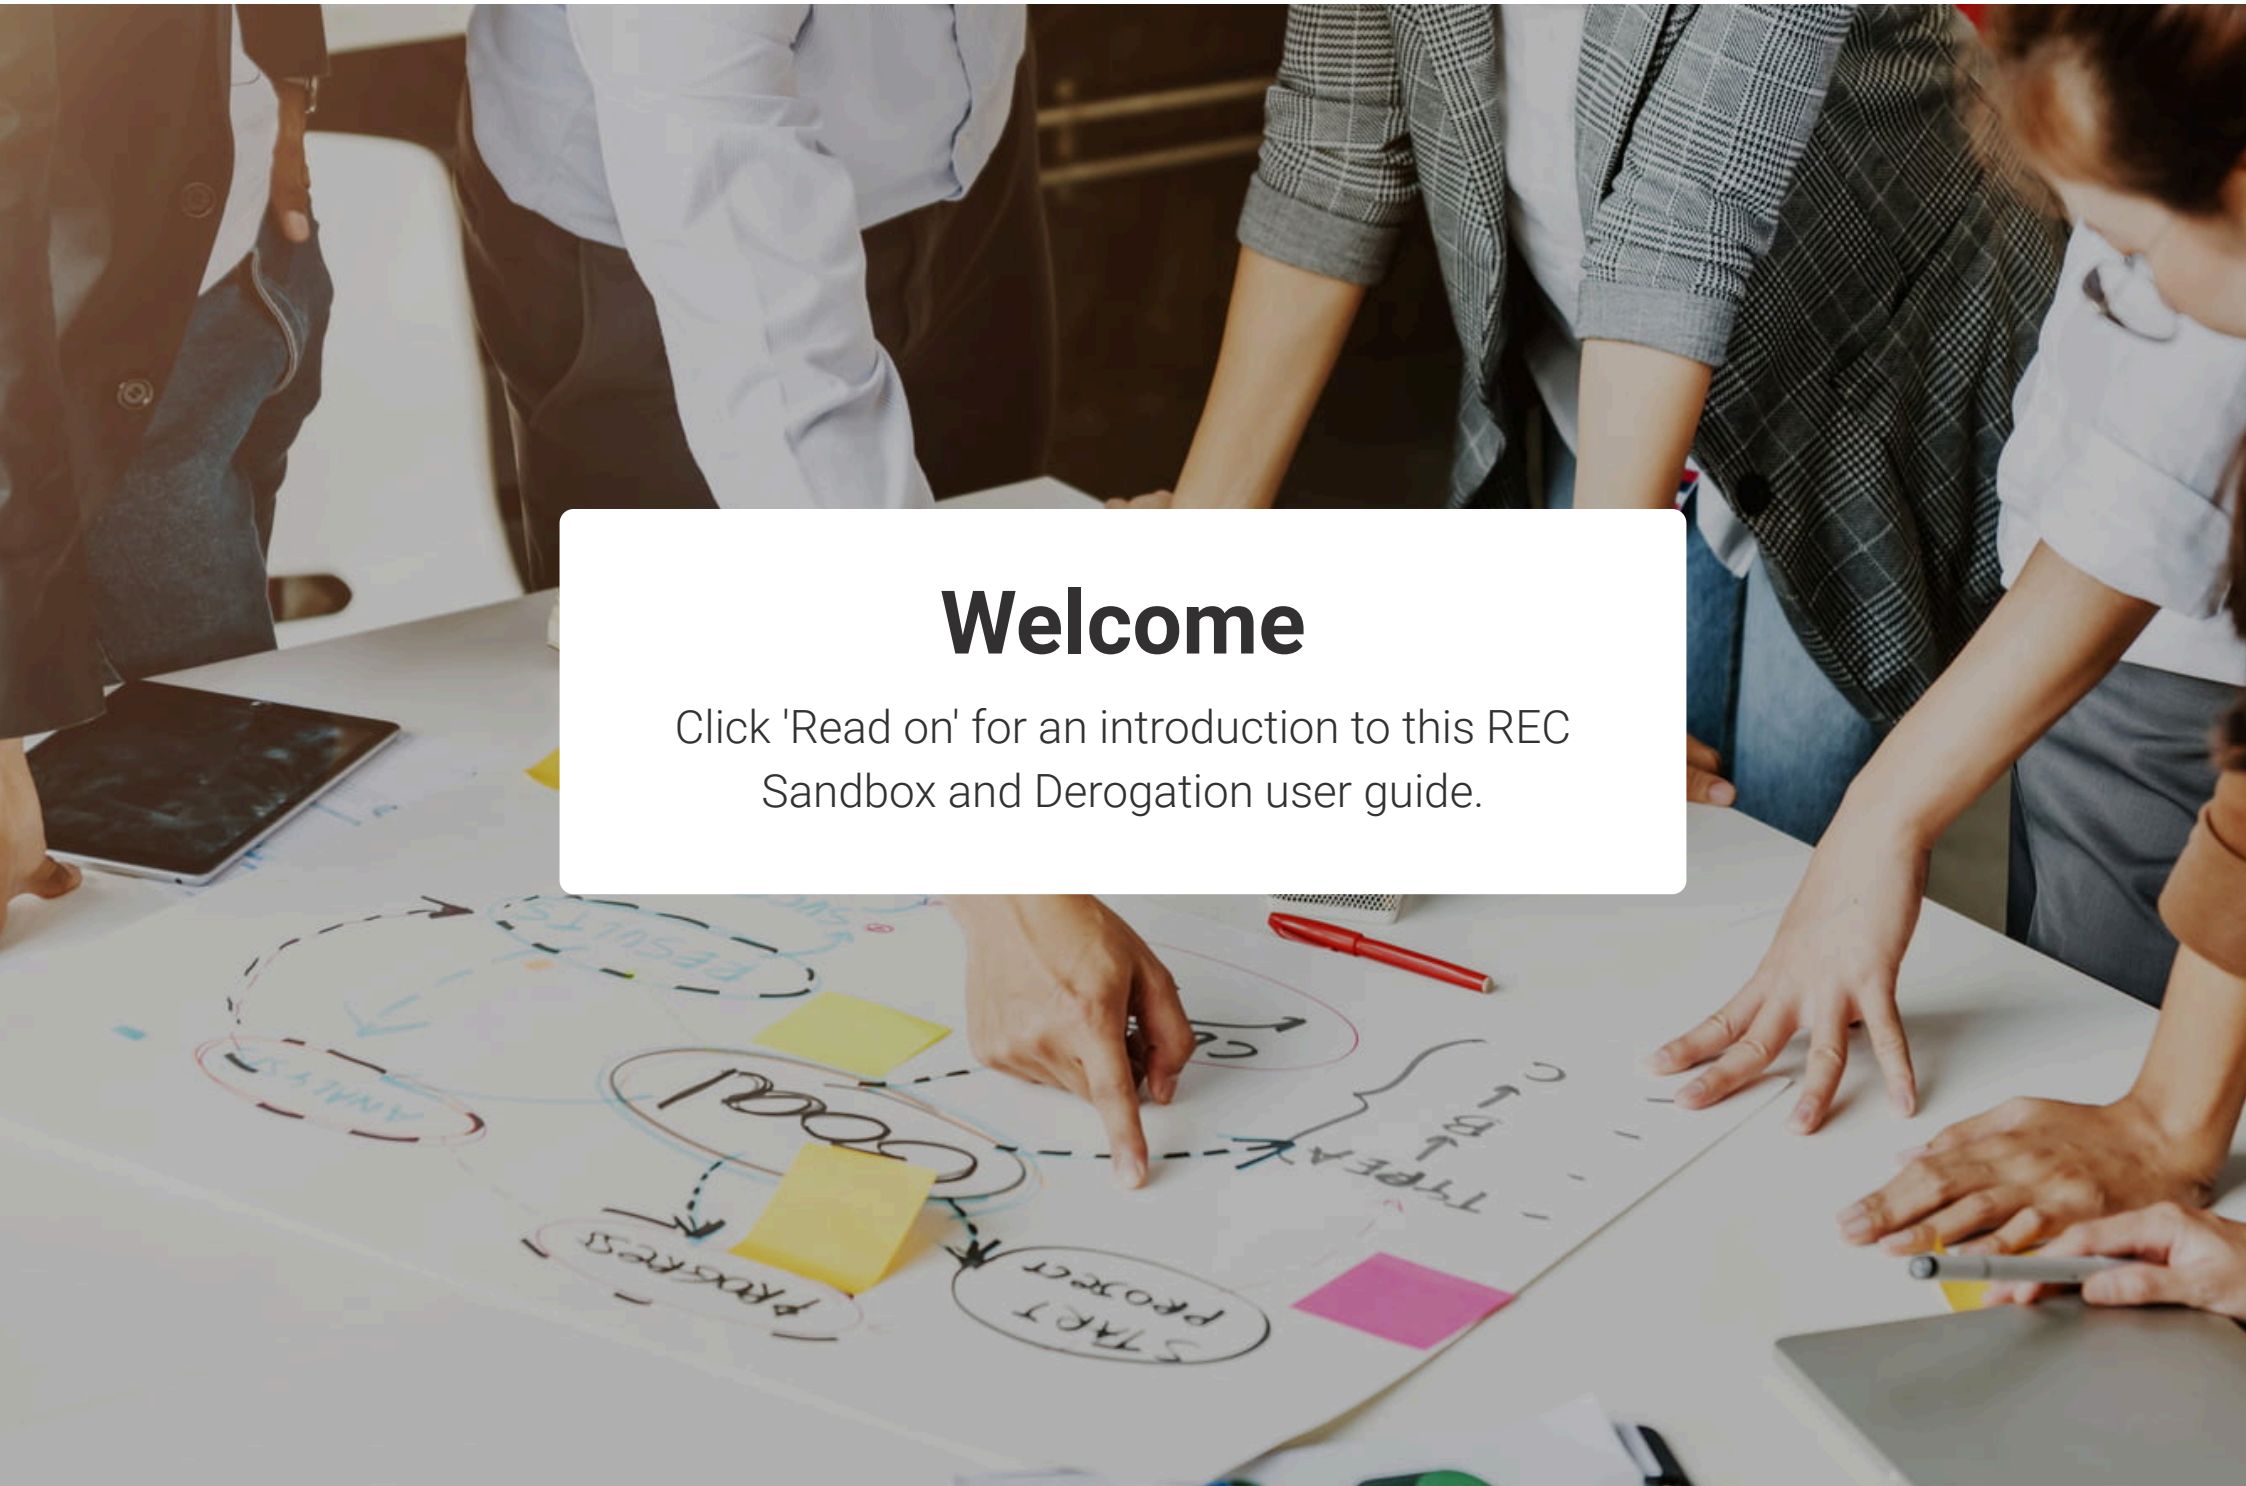 Welcome
Click 'Read on' for an introduction to this REC
Sandbox and Derogation user guide.
RESULTS
ANALYSIS
Goal
C
B
TYPE A
PROGRESS
START
PROJECT